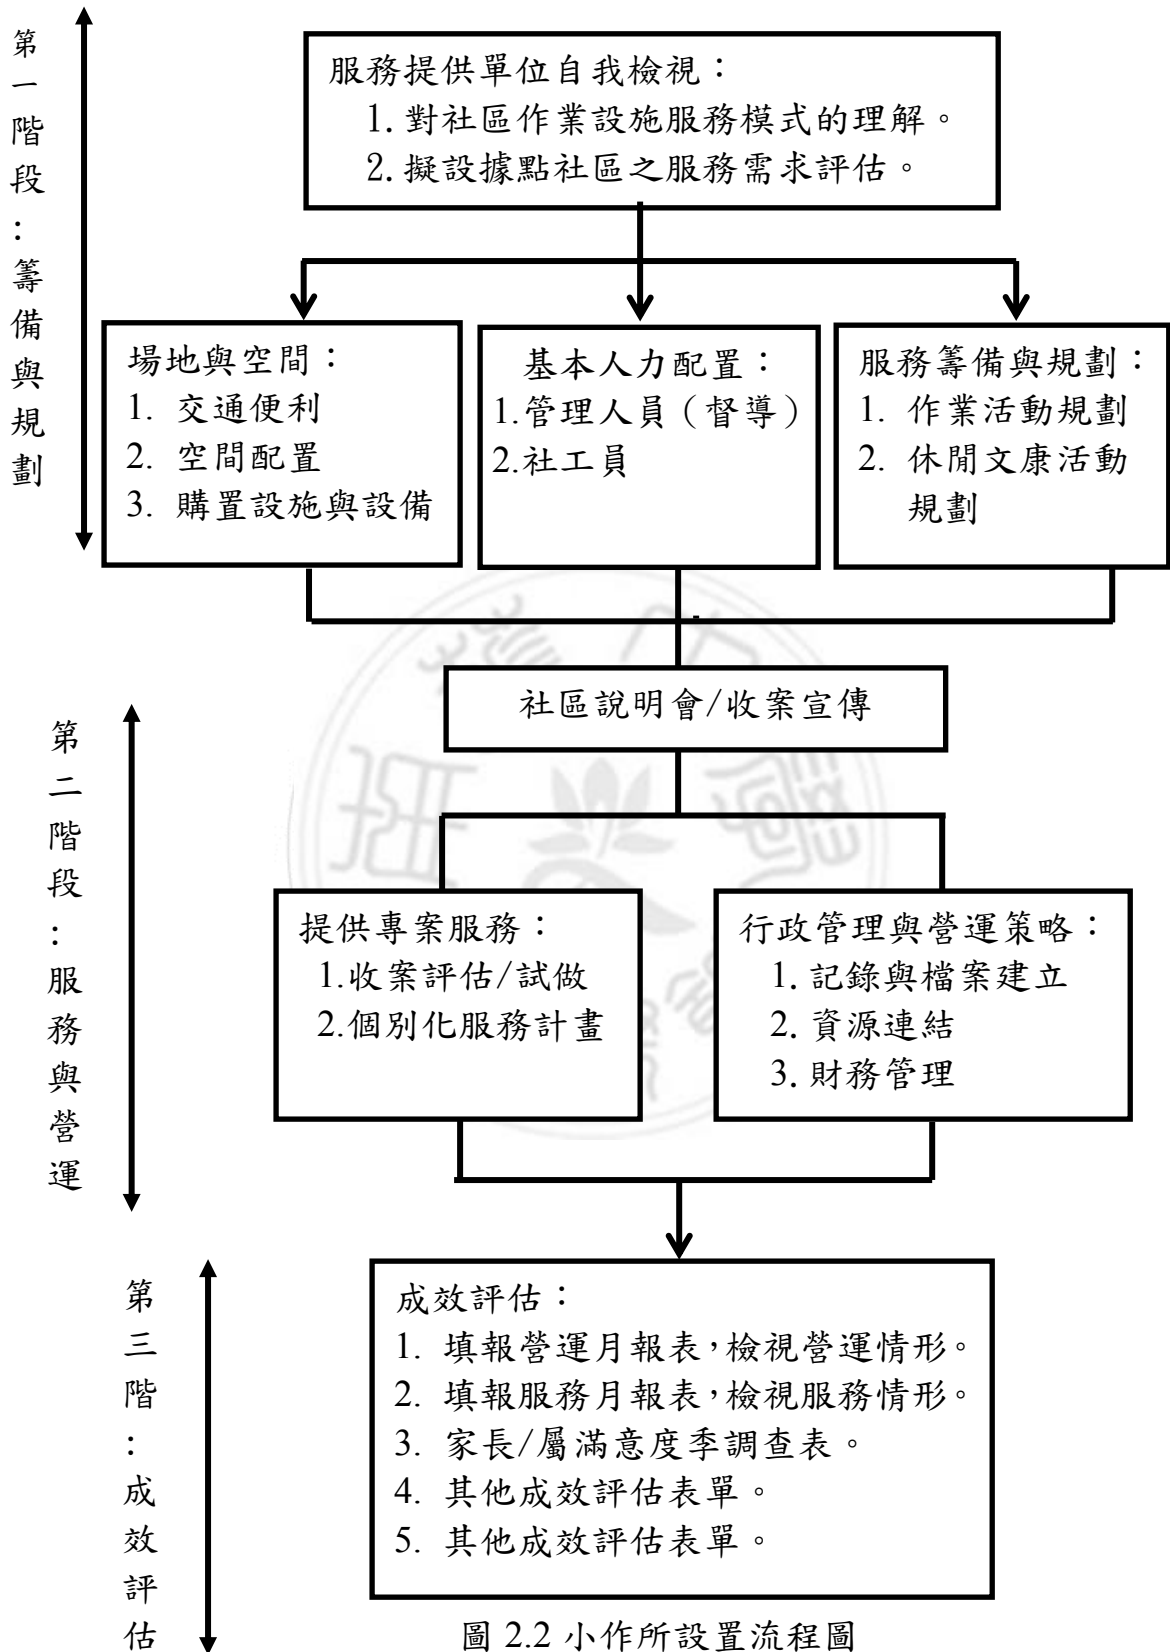 第一階段：籌備與規劃
服務提供單位自我檢視：
1.對社區作業設施服務模式的理解。
2.擬設據點社區之服務需求評估。
場地與空間：
1. 交通便利
2. 空間配置
3. 購置設施與設備
基本人力配置：
1.管理人員（督導）
2.社工員
服務籌備與規劃：
1. 作業活動規劃
2. 休閒文康活動
規劃
第二階段：服務與營運
社區說明會/收案宣傳
提供專案服務：
1.收案評估/試做
2.個別化服務計畫
行政管理與營運策略：
1.記錄與檔案建立
2.資源連結
3.財務管理
第三階：成效評估
成效評估：
1. 填報營運月報表，檢視營運情形。
2. 填報服務月報表，檢視服務情形。
3. 家長/屬滿意度季調查表。
4. 其他成效評估表單。
5. 其他成效評估表單。
圖 2.2 小作所設置流程圖